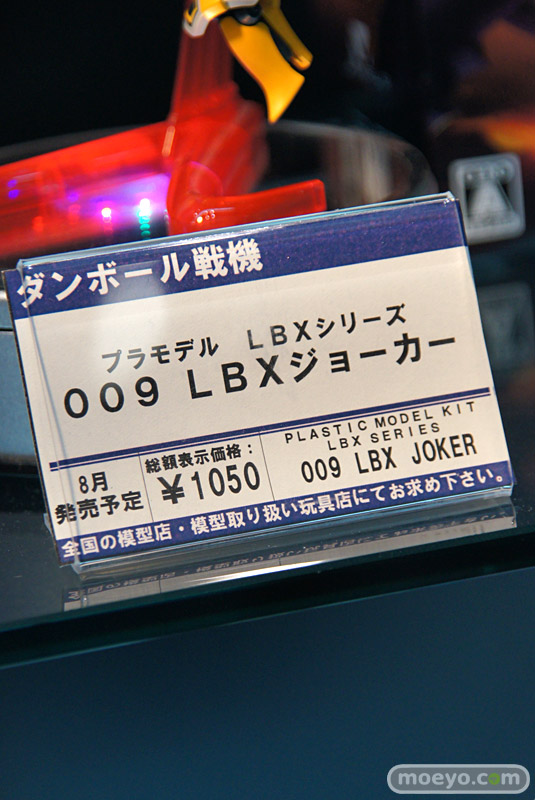 ダンボール戦機
プラモデル LBXシリーズ
009 LBXジョーカー
8月
発売予定
総額表示価格：
¥1050
PLASTIC MODEL KIT
LBX SERIES
009 LBX JOKER
全国の模型店・模型取り扱い玩具店にてお求め下さい。
moeyo.com